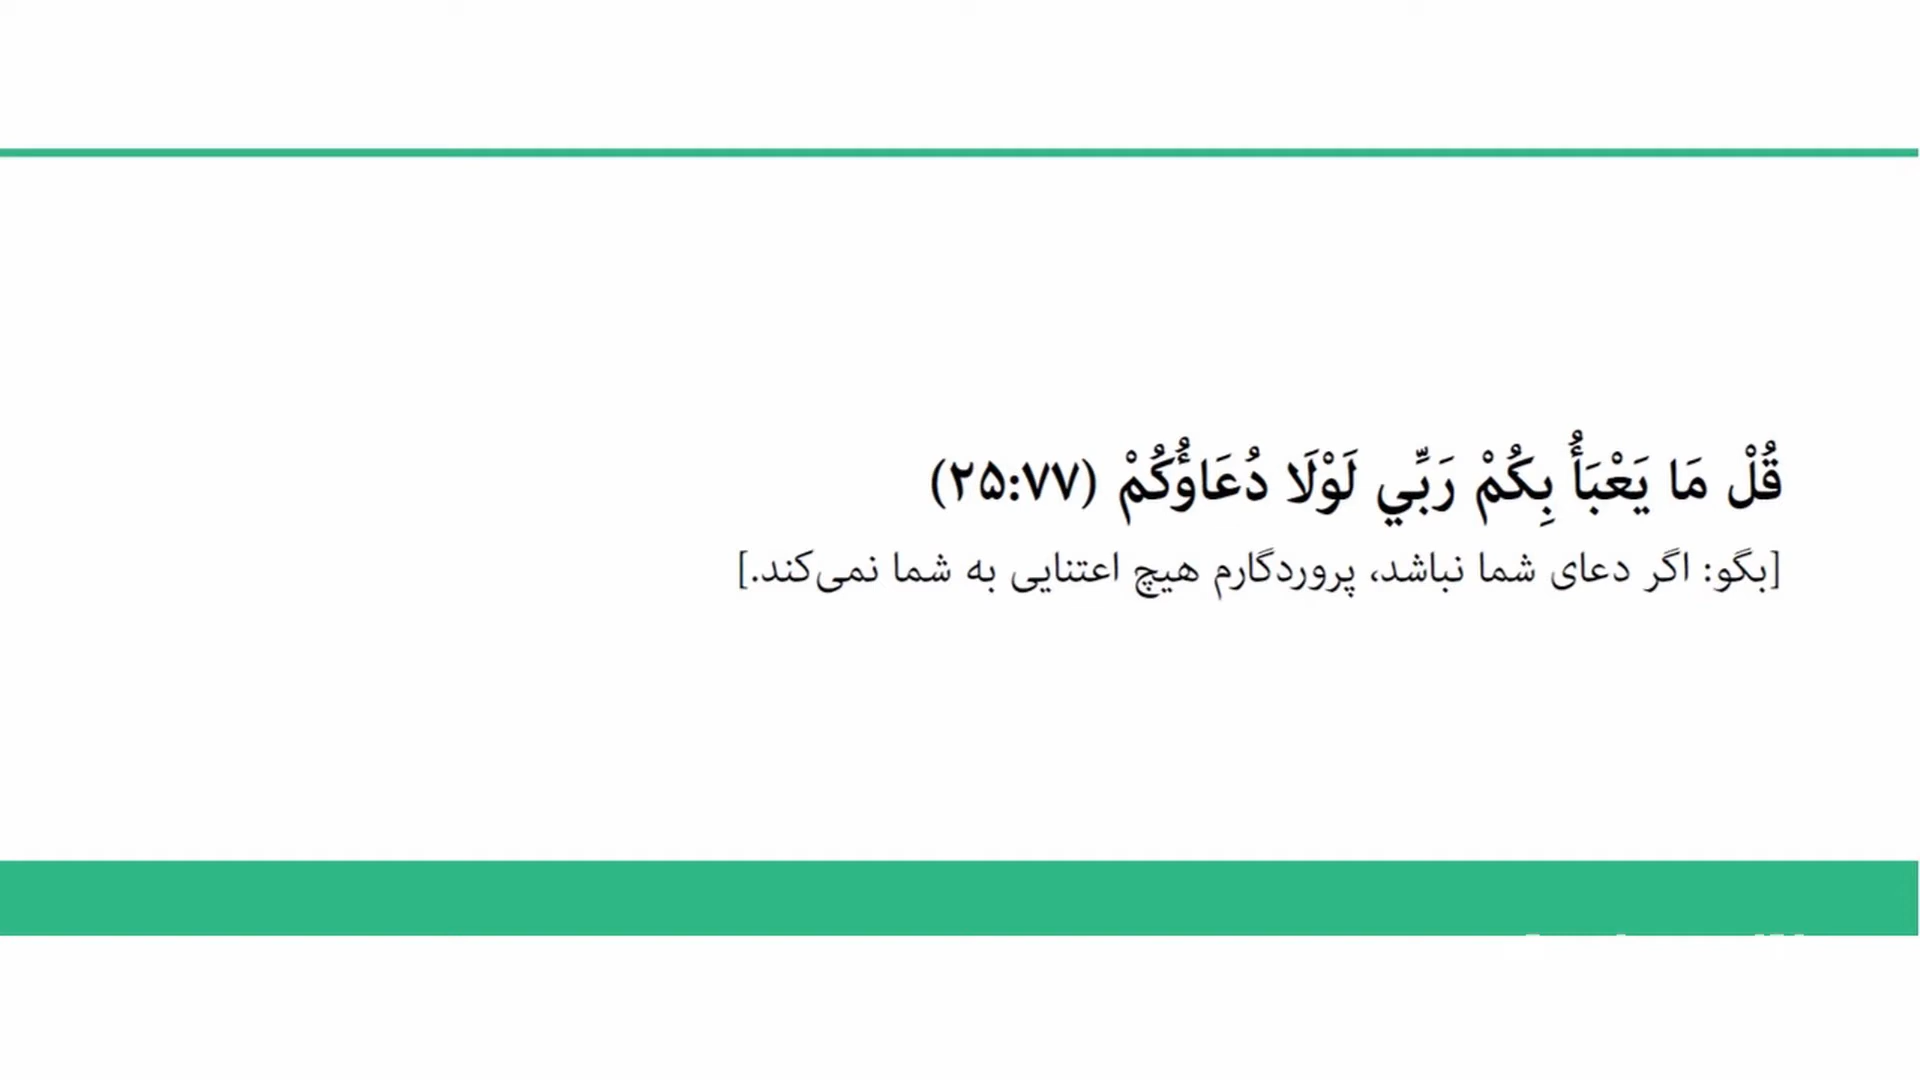 قُلْ مَا يَعْبَأُ بِكُمْ رَبِّي لَوْلَا دُعَاؤُكُمْ (۲۵:۷۷)
[بگو: اگر دعای شما نباشد، پروردگارم هیچ اعتنایی به شما نمی‌کند.]